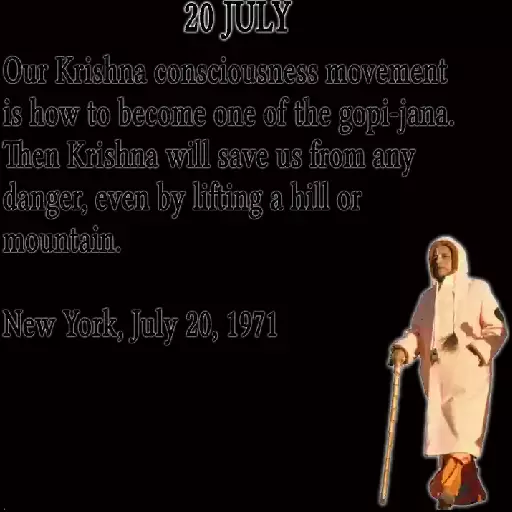 20 JULY
Our Krishna consciousness movement
is how to become one of the gopi-jana.
Then Krishna will save us from any
danger, even by lifting a hill or
mountain.
New York, July 20, 1971